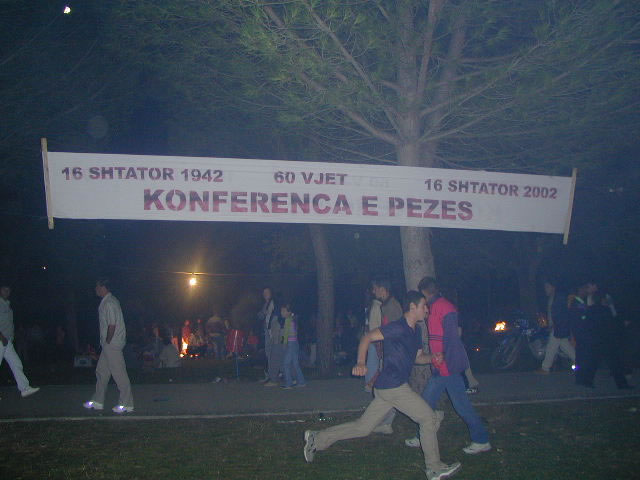 16 SHTATOR 1942 60 VJET 16 SHTATOR 2002
KONFERENCA E PEZES